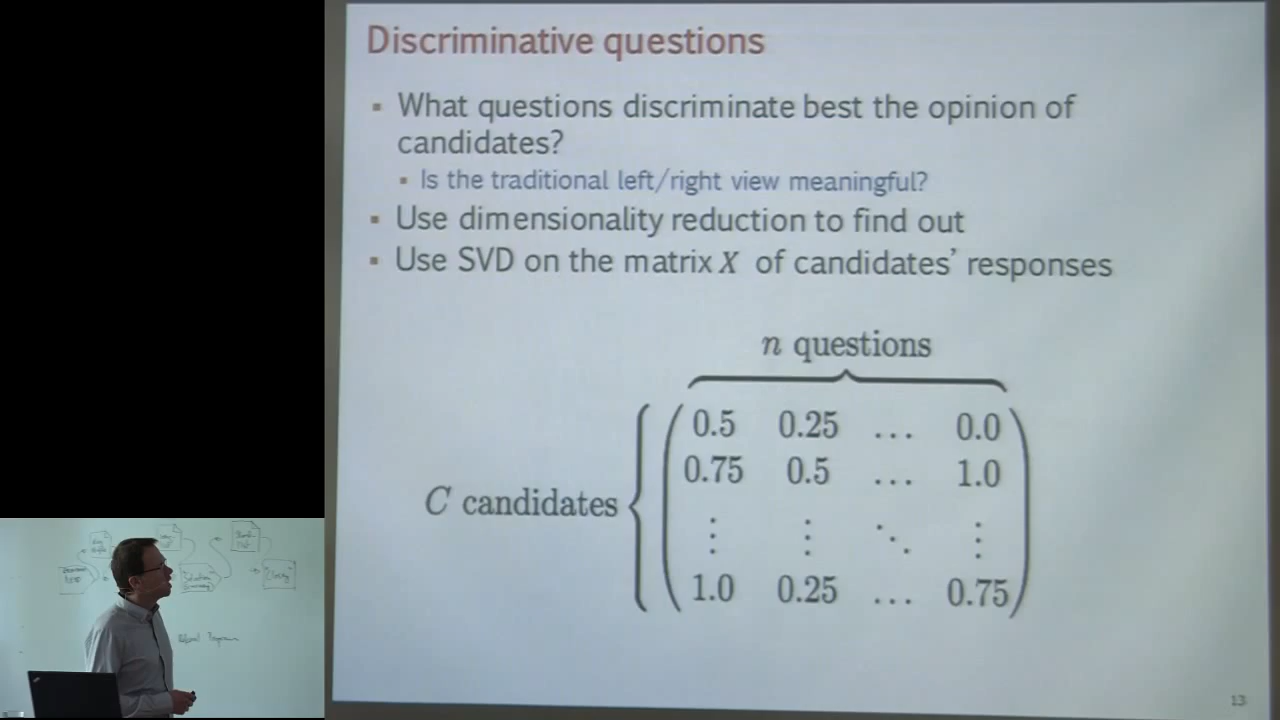 Discriminative questions
▪ What questions discriminate best the opinion of
candidates?
▪ Is the traditional left/right view meaningful?
▪ Use dimensionality reduction to find out
▪ Use SVD on the matrix X of candidates' responses
n questions
C candidates
0.5 0.25 … 0.0
0.75 0.5 … 1.0
⋮ ⋮ ⋱ ⋮
1.0 0.25 … 0.75
13